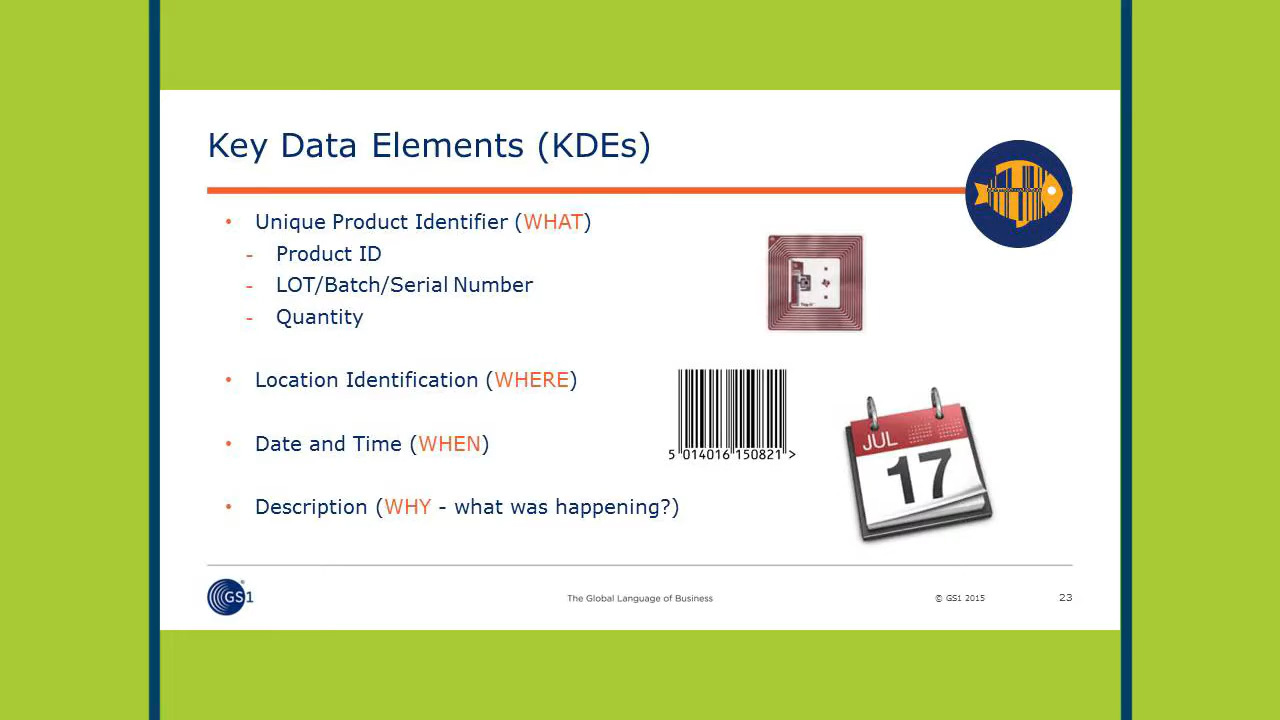 Key Data Elements (KDEs)
• Unique Product Identifier (WHAT)
- Product ID
- LOT/Batch/Serial Number
- Quantity
• Location Identification (WHERE)
• Date and Time (WHEN)
• Description (WHY - what was happening?)
5 014016 150821 >
JUL
17
GS1
®
The Global Language of Business
© GS1 2015
23